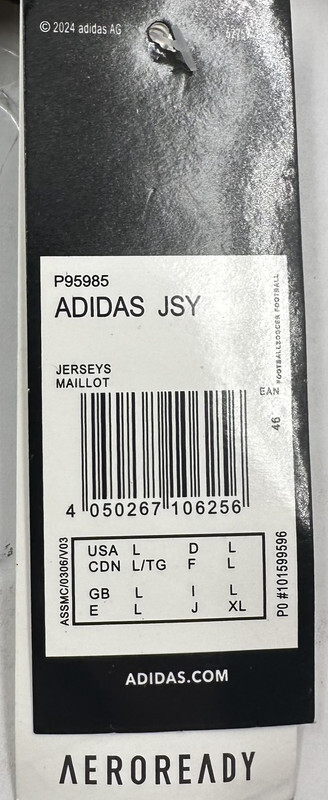 © 2024 adidas AG
P95985
ADIDAS JSY
JERSEYS
MAILLOT
FOOTBALL/SOCCER FOOTBALL
EAN
46
4 050267 106256
ASSMC/0306/V03
USA L D L
CDN L/TG F L
GB L I L
E L J XL
PO #101599596
ADIDAS.COM
AEROREADY